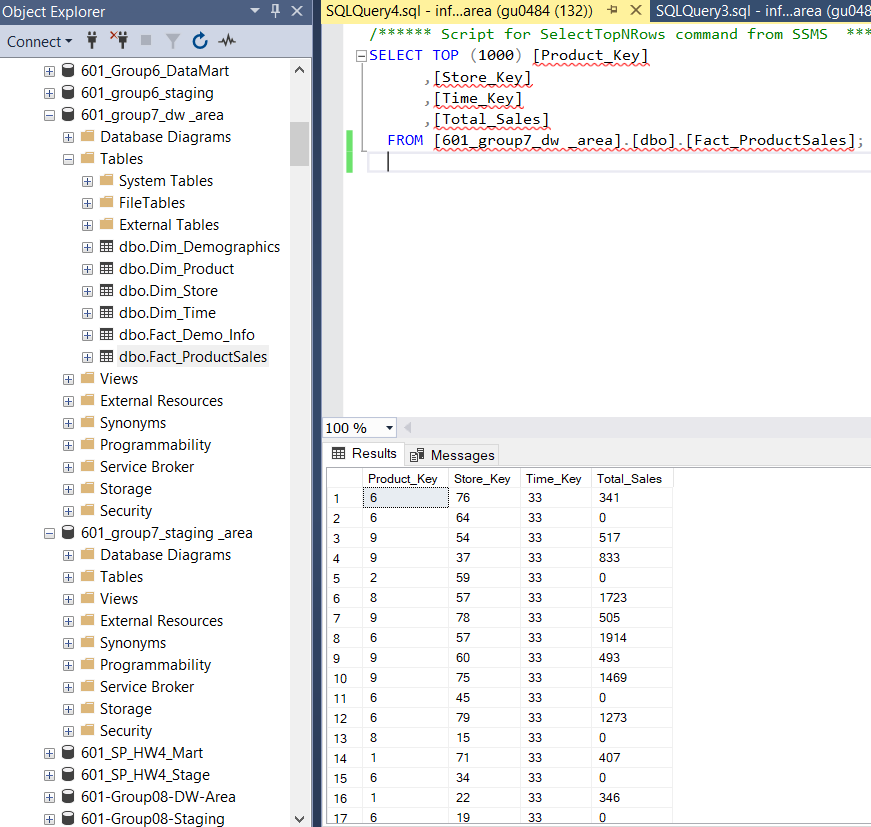 Object Explorer
Connect
601_Group6_DataMart
601_group6_staging
601_group7_dw _area
Database Diagrams
Tables
System Tables
FileTables
External Tables
dbo.Dim_Demographics
dbo.Dim_Product
dbo.Dim_Store
dbo.Dim_Time
dbo.Fact_Demo_Info
dbo.Fact_ProductSales
Views
External Resources
Synonyms
Programmability
Service Broker
Storage
Security
601_group7_staging _area
Database Diagrams
Tables
Views
External Resources
Synonyms
Programmability
Service Broker
Storage
Security
601_SP_HW4_Mart
601_SP_HW4_Stage
601-Group08-DW-Area
601-Group08-Staging
SQLQuery4.sql - inf...area (gu0484 (132)) SQLQuery3.sql - inf...area (gu048
/****** Script for SelectTopNRows command from SSMS ***
SELECT TOP (1000) [Product_Key]
,[Store_Key]
,[Time_Key]
,[Total_Sales]
FROM [601_group7_dw _area].[dbo].[Fact_ProductSales];
100 %
Results Messages
Product_Key Store_Key Time_Key Total_Sales
1 6 76 33 341
2 6 64 33 0
3 9 54 33 517
4 9 37 33 833
5 2 59 33 0
6 8 57 33 1723
7 9 78 33 505
8 6 57 33 1914
9 9 60 33 493
10 9 75 33 1469
11 6 45 33 0
12 6 79 33 1273
13 8 15 33 0
14 1 71 33 407
15 6 34 33 0
16 1 22 33 346
17 6 19 33 0